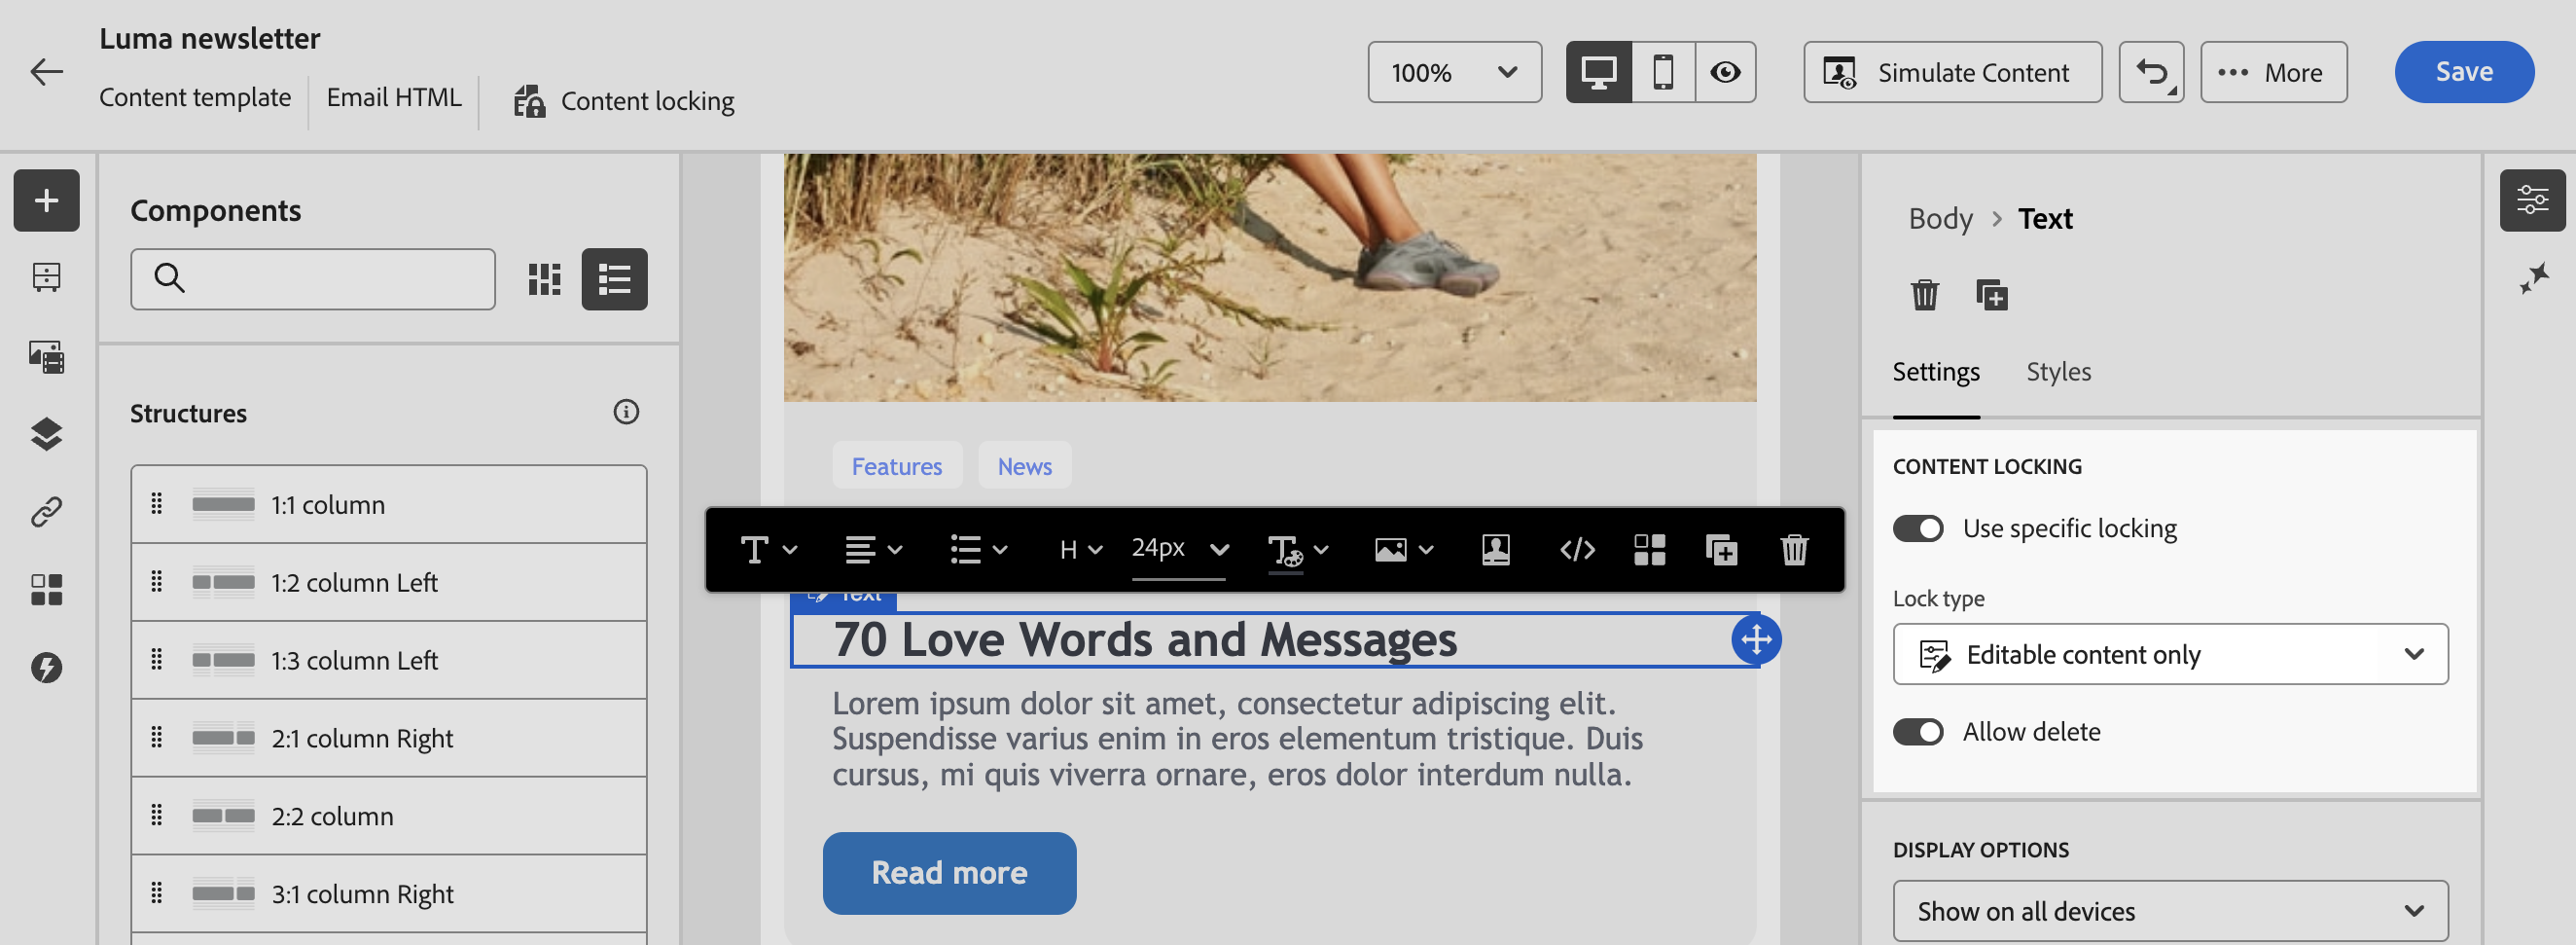 Luma newsletter
Content template
Email HTML
Content locking
100%
Simulate Content
More
Save
Components
Structures
1:1 column
1:2 column Left
1:3 column Left
2:1 column Right
2:2 column
3:1 column Right
Features
News
H
24px
Text
70 Love Words and Messages
Lorem ipsum dolor sit amet, consectetur adipiscing elit.
Suspendisse varius enim in eros elementum tristique. Duis
cursus, mi quis viverra ornare, eros dolor interdum nulla.
Read more
Body > Text
Settings
Styles
CONTENT LOCKING
Use specific locking
Lock type
Editable content only
Allow delete
DISPLAY OPTIONS
Show on all devices